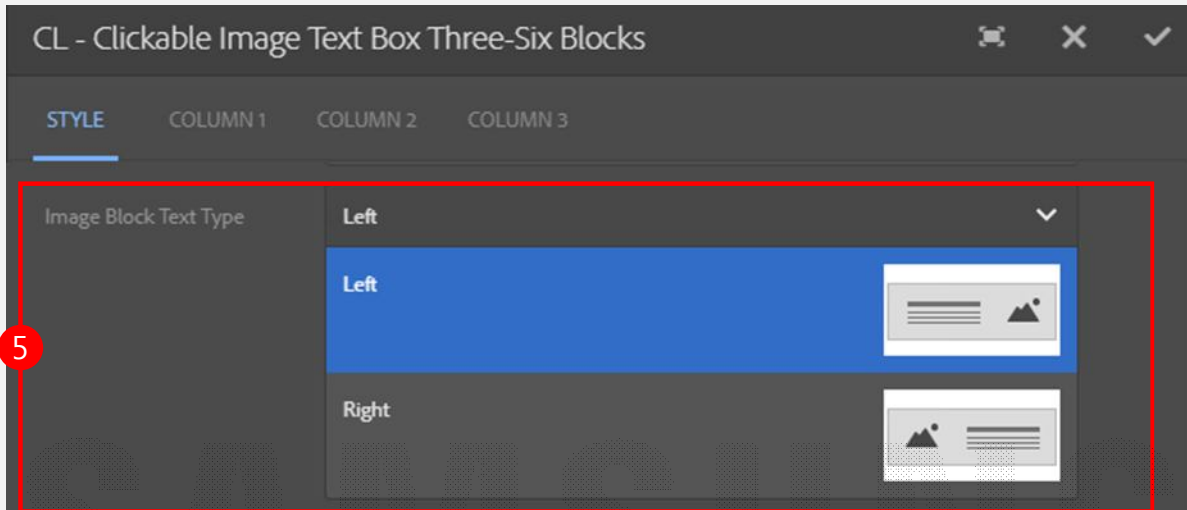 CL - Clickable Image Text Box Three-Six Blocks
STYLE COLUMN 1 COLUMN 2 COLUMN 3
Image Block Text Type Left
Left
5
Right
SAMSUNG